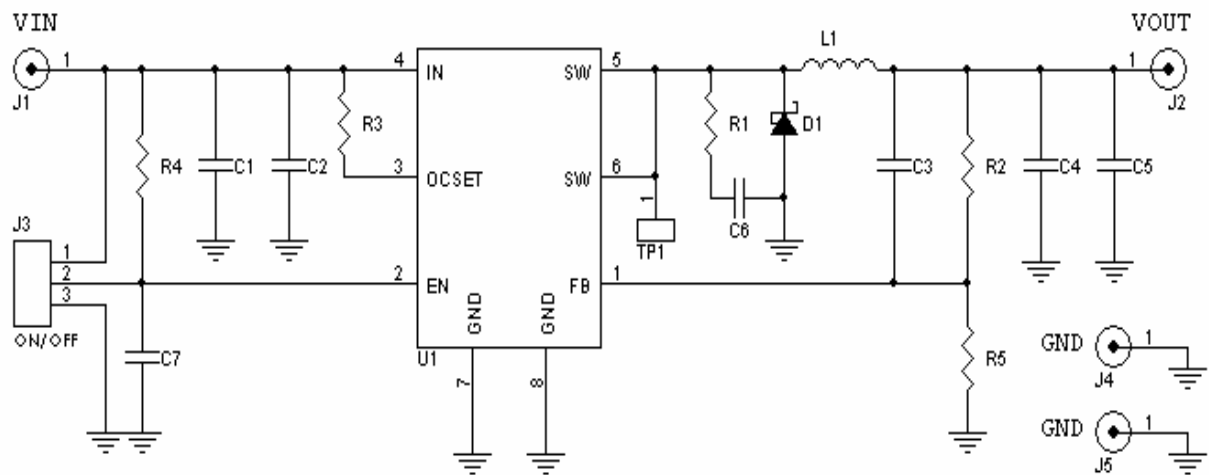 VIN
VOUT
1
J1
4
IN
SW
5
L1
1
J2
R3
R1
D1
R4
C1
C2
3
OCSET
SW
6
1
C6
TP1
C3
R2
C4
C5
J3
1
2
3
ON/OFF
2
EN
FB
1
GND
GND
U1
7
8
C7
R5
GND
1
J4
GND
1
J5